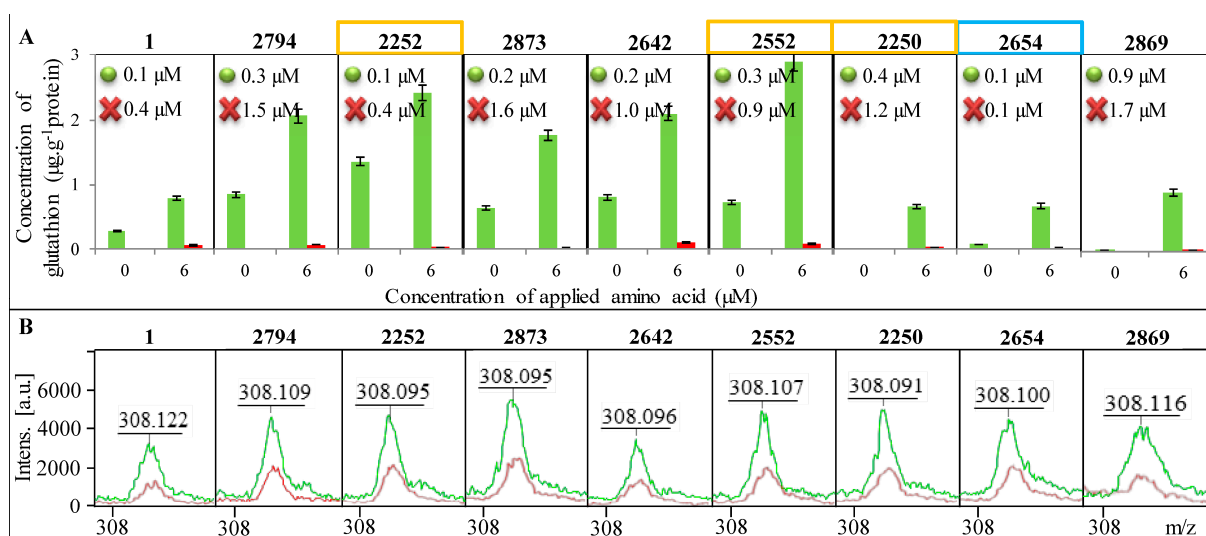 A
1 2794 2252 2873 2642 2552 2250 2654 2869
Concentration of
glutathion (µg.g-1protein)
3
2
1
0
0.1 µM 0.3 µM 0.1 µM 0.2 µM 0.2 µM 0.3 µM 0.4 µM 0.1 µM 0.9 µM
0.4 µM 1.5 µM 0.4 µM 1.6 µM 1.0 µM 0.9 µM 1.2 µM 0.1 µM 1.7 µM
0 6 0 6 0 6 0 6 0 6 0 6 0 6 0 6 0 6
Concentration of applied amino acid (µM)
B
1 2794 2252 2873 2642 2552 2250 2654 2869
Intens. [a.u.]
6000
4000
2000
0
308.122 308.109 308.095 308.095 308.096 308.107 308.091 308.100 308.116
308 308 308 308 308 308 308 308 308 m/z